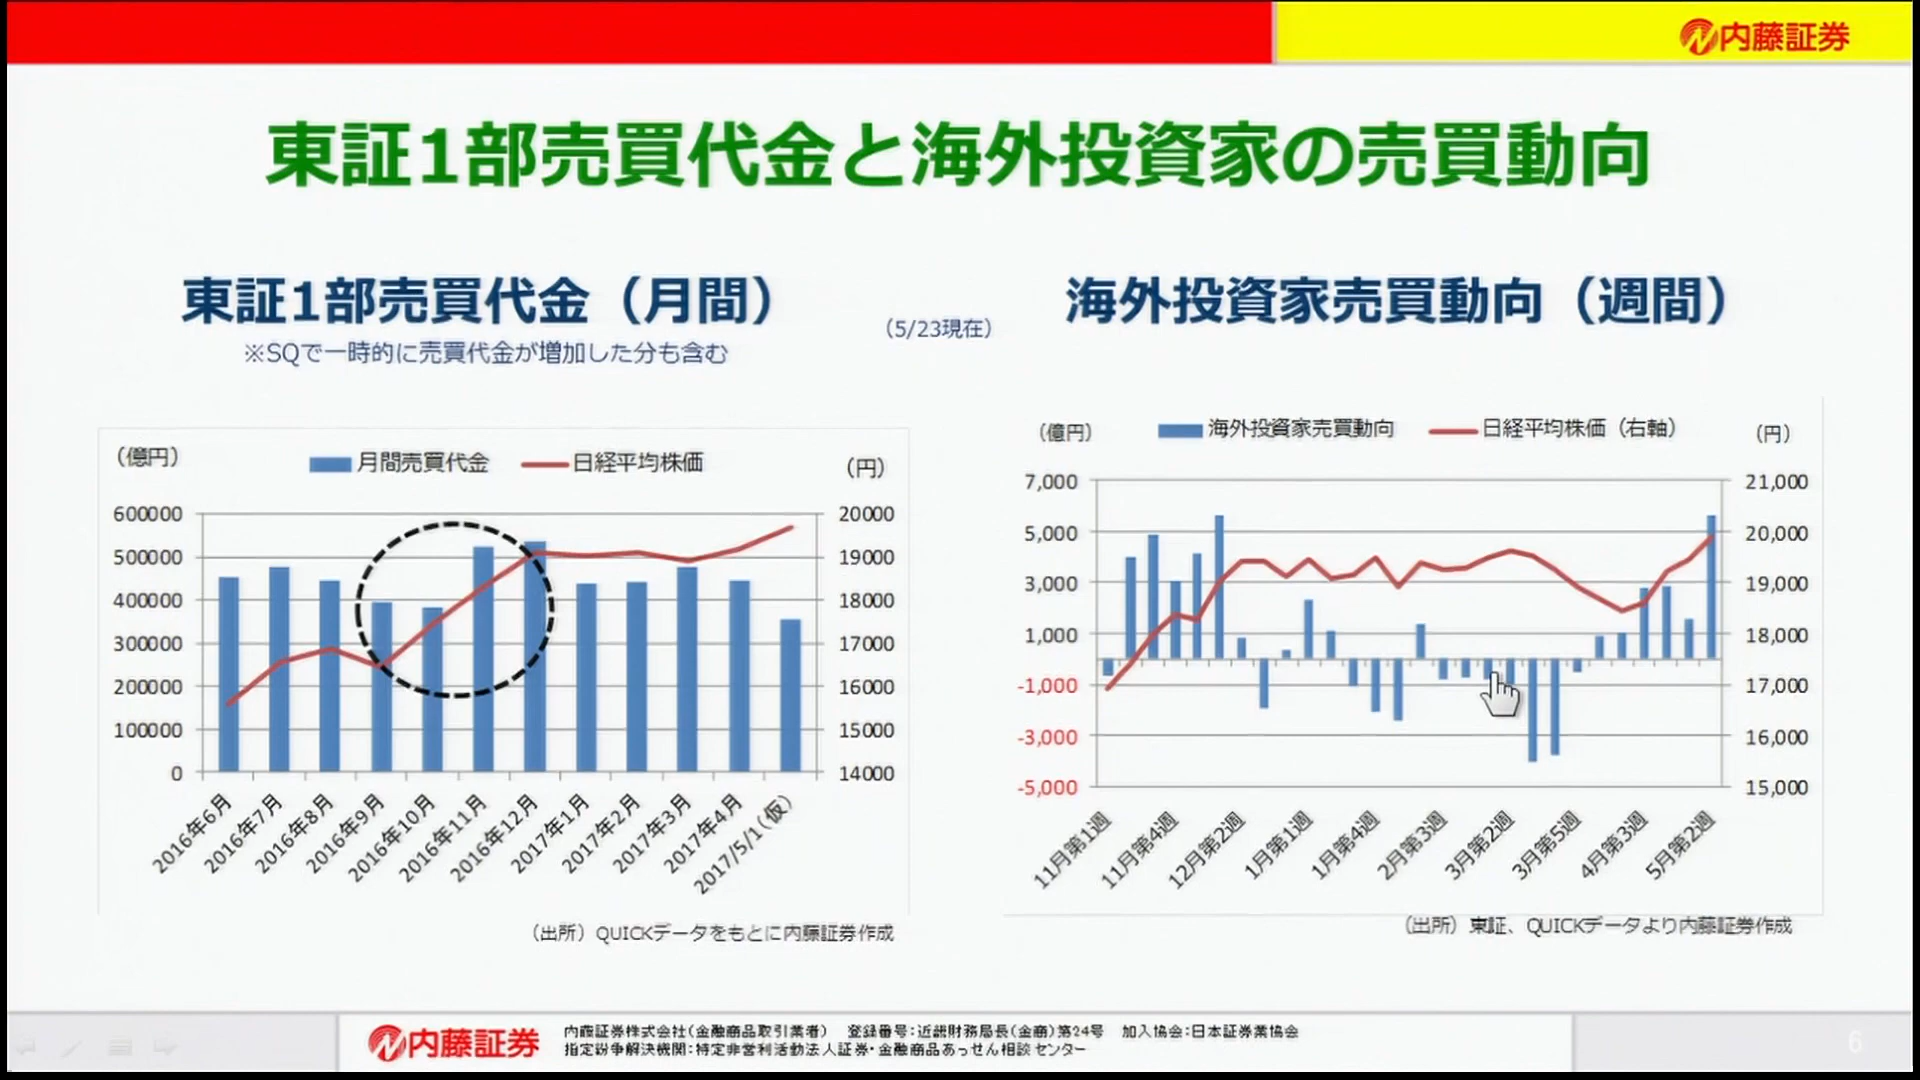 内藤証券
東証1部売買代金と海外投資家の売買動向
東証1部売買代金（月間）
※SQで一時的に売買代金が増加した分も含む
（5/23現在）
海外投資家売買動向（週間）
（億円）
月間売買代金
日経平均株価
（円）
600000
500000
400000
300000
200000
100000
0
20000
19000
18000
17000
16000
15000
14000
2016年6月
2016年7月
2016年8月
2016年9月
2016年10月
2016年11月
2016年12月
2017年1月
2017年2月
2017年3月
2017年4月
2017/5/1（仮）
（出所）QUICKデータをもとに内藤証券作成
（億円）
海外投資家売買動向
日経平均株価（右軸）
（円）
7,000
5,000
3,000
1,000
-1,000
-3,000
-5,000
21,000
20,000
19,000
18,000
17,000
16,000
15,000
11月第1週
11月第4週
12月第2週
1月第1週
1月第4週
2月第3週
3月第2週
3月第5週
4月第3週
5月第2週
（出所）東証、QUICKデータより内藤証券作成
内藤証券
内藤証券株式会社（金融商品取引業者）　登録番号：近畿財務局長（金商）第24号　加入協会：日本証券業協会
指定紛争解決機関：特定非営利活動法人証券・金融商品あっせん相談センター
6